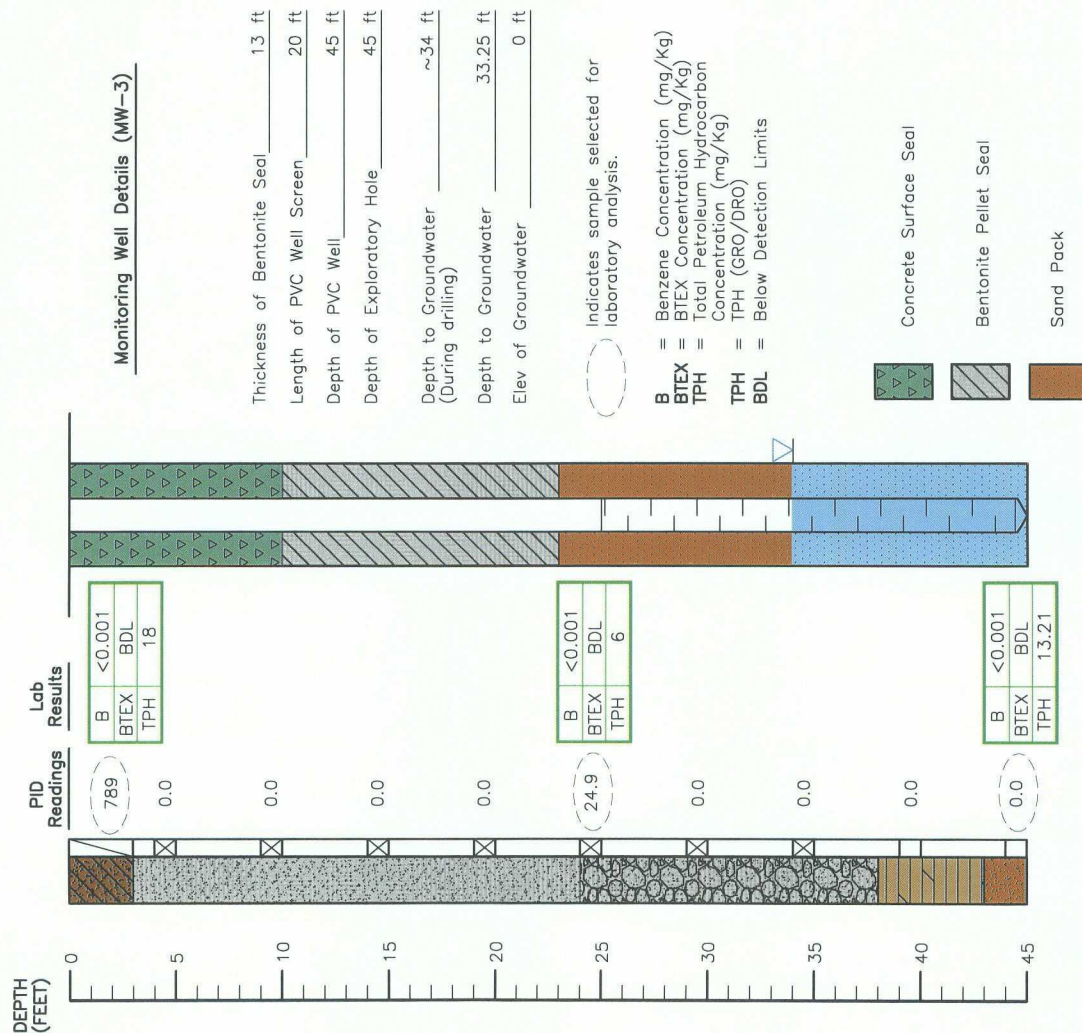 DEPTH
(FEET)
PID
Readings
Lab
Results
0
5
10
15
20
25
30
35
40
45
789
0.0
0.0
0.0
0.0
24.9
0.0
0.0
0.0
0.0
B <0.001
BTEX BDL
TPH 18
B <0.001
BTEX BDL
TPH 6
B <0.001
BTEX BDL
TPH 13.21
Monitoring Well Details (MW-3)
Thickness of Bentonite Seal 13 ft
Length of PVC Well Screen 20 ft
Depth of PVC Well 45 ft
Depth of Exploratory Hole 45 ft
Depth to Groundwater ~34 ft
(During drilling)
Depth to Groundwater 33.25 ft
Elev of Groundwater 0 ft
Indicates sample selected for
laboratory analysis.
B = Benzene Concentration (mg/Kg)
BTEX = BTEX Concentration (mg/Kg)
TPH = Total Petroleum Hydrocarbon
Concentration (mg/Kg)
TPH = TPH (GRO/DRO)
BDL = Below Detection Limits
Concrete Surface Seal
Bentonite Pellet Seal
Sand Pack